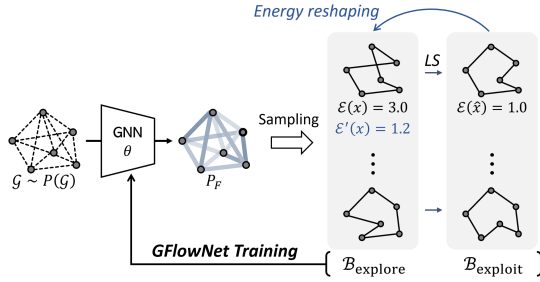 Energy reshaping
LS
ℰ(x) = 3.0
ℰ(x̂) = 1.0
ℰ′(x) = 1.2
GNN
θ
Sampling
𝒢 ~ P(𝒢)
P_F
GFlowNet Training
ℬ_explore
ℬ_exploit